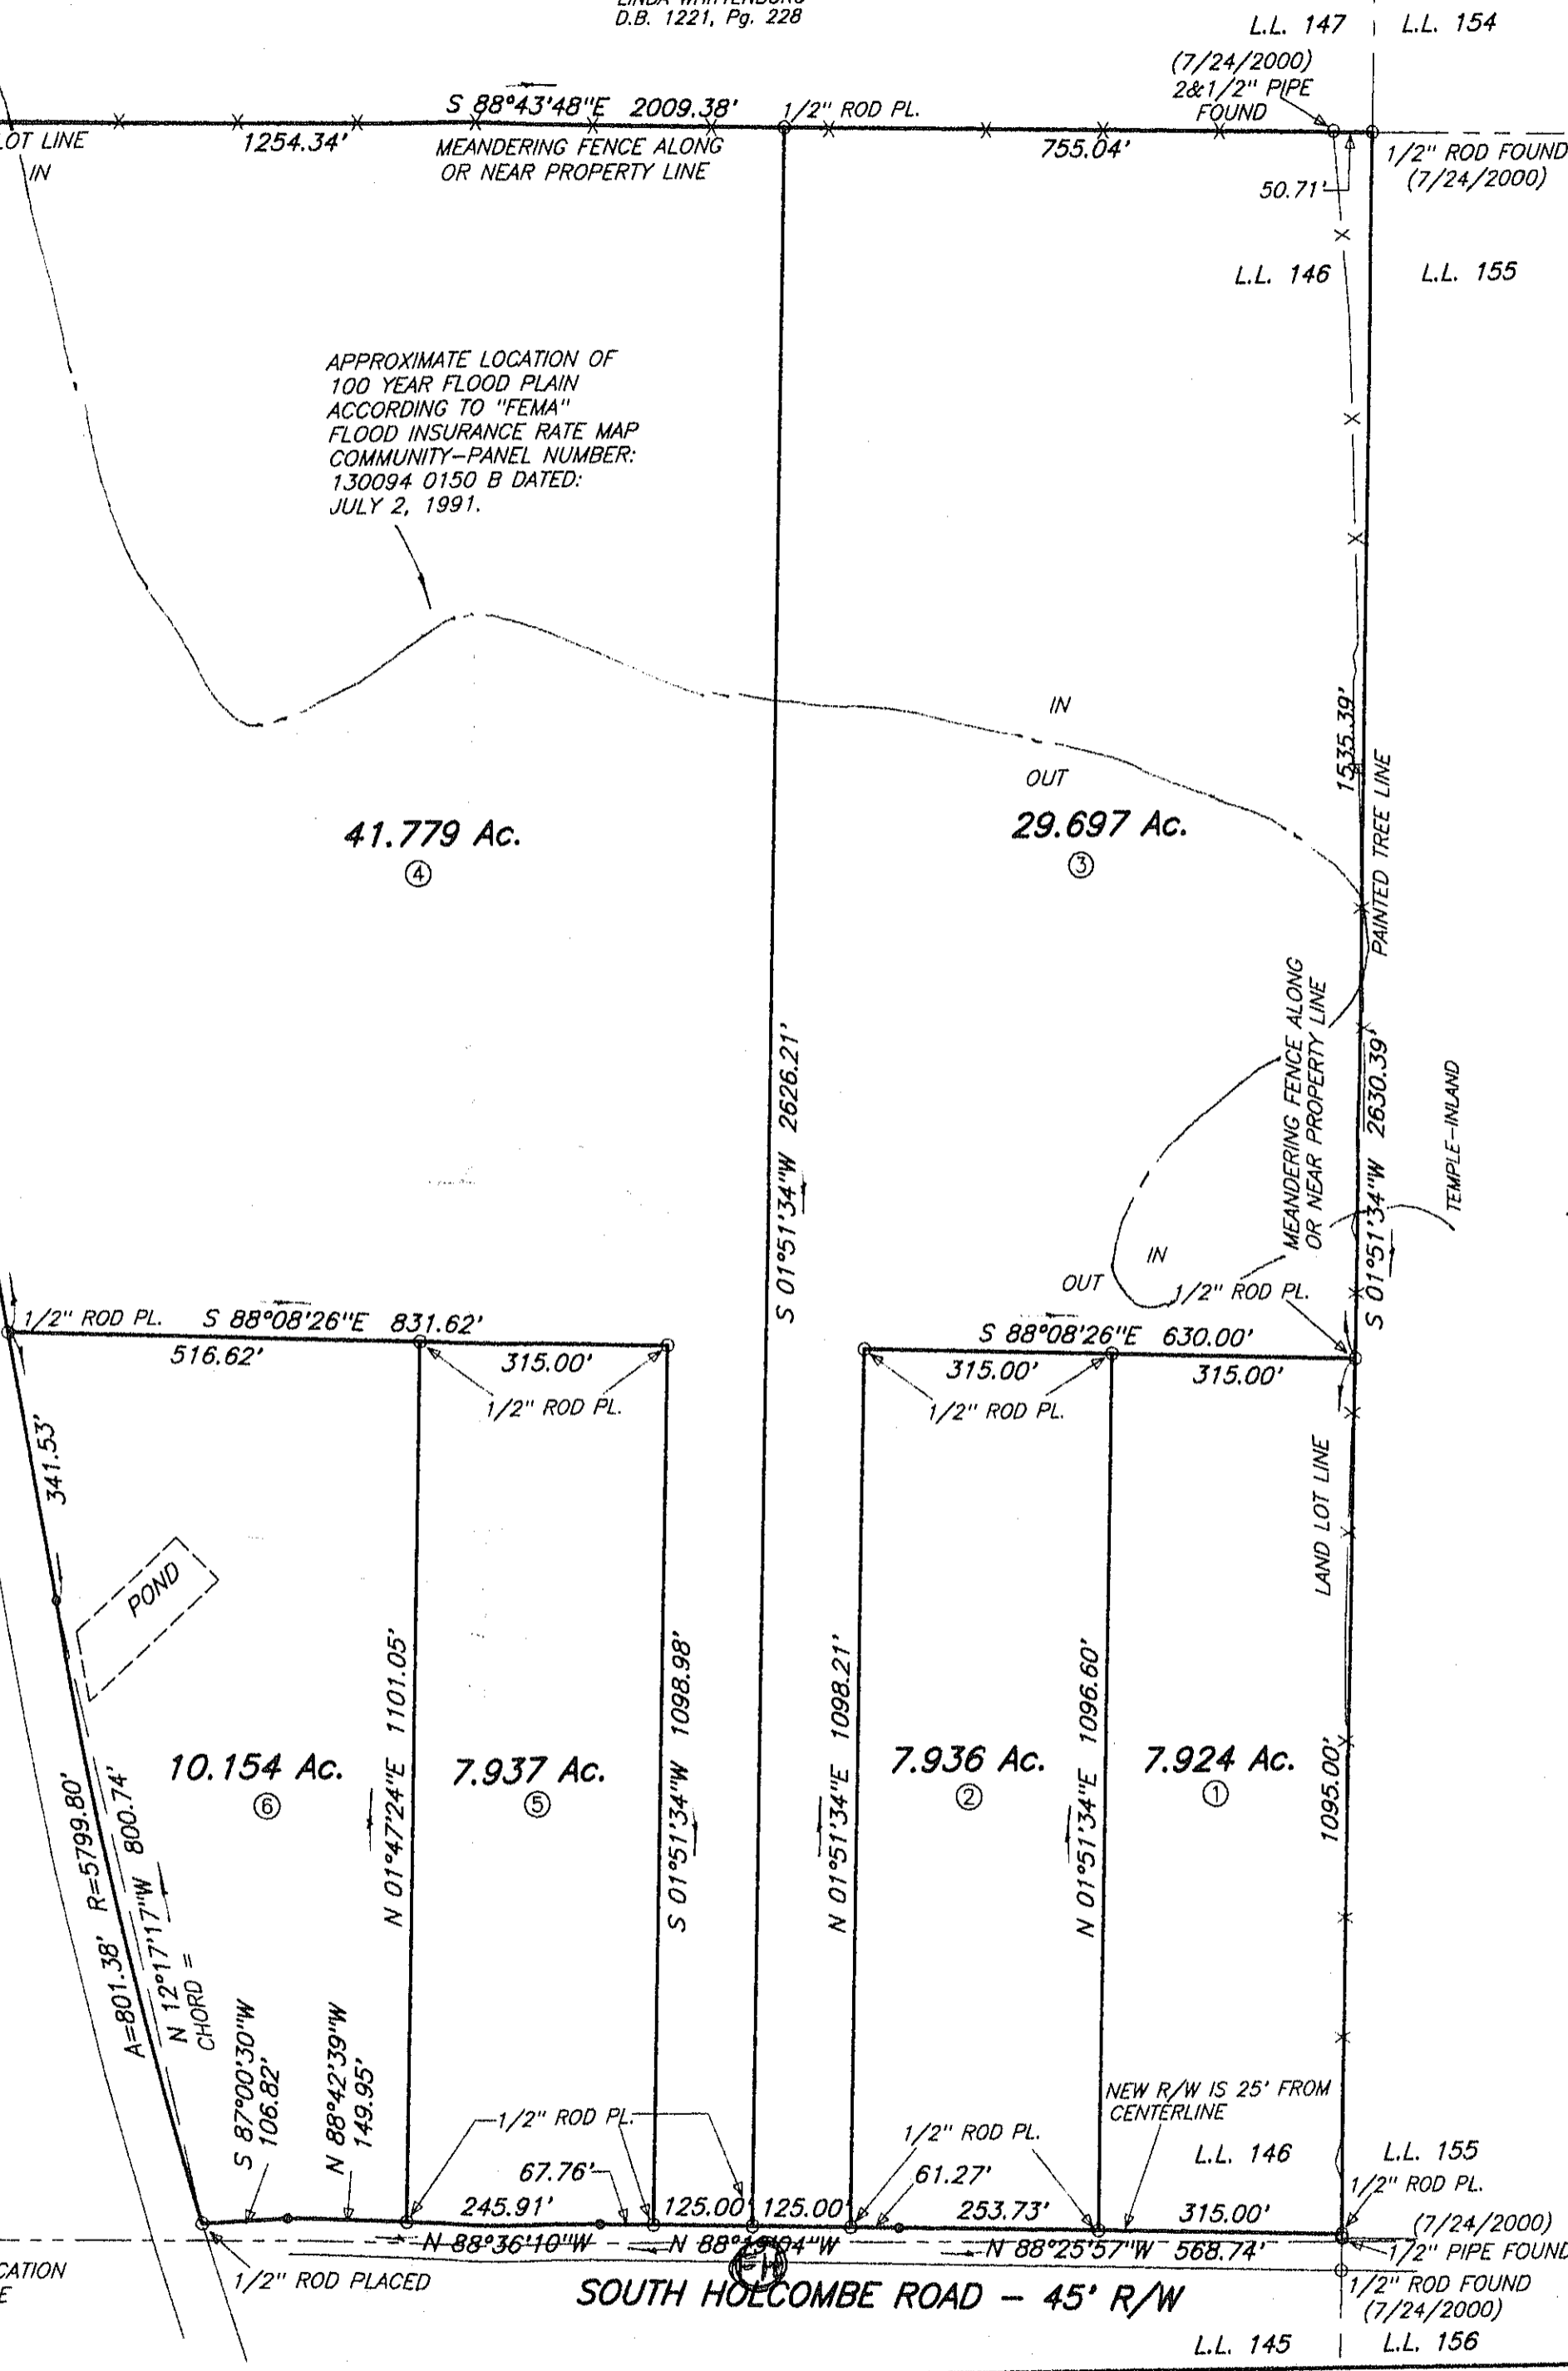 D.B. 1221, Pg. 228
L.L. 147
L.L. 154
(7/24/2000)
2&1/2" PIPE
FOUND
S 88°43'48"E 2009.38'
1/2" ROD PL.
LOT LINE
IN
1254.34'
MEANDERING FENCE ALONG
OR NEAR PROPERTY LINE
755.04'
50.71'
1/2" ROD FOUND
(7/24/2000)
L.L. 146
L.L. 155
APPROXIMATE LOCATION OF
100 YEAR FLOOD PLAIN
ACCORDING TO "FEMA"
FLOOD INSURANCE RATE MAP
COMMUNITY-PANEL NUMBER:
130094 0150 B DATED:
JULY 2, 1991.
IN
OUT
1535.39'
PAINTED TREE LINE
41.779 Ac.
4
29.697 Ac.
3
S 01°51'34"W 2626.21'
MEANDERING FENCE ALONG
OR NEAR PROPERTY LINE
S 01°51'34"W 2630.39'
TEMPLE-INLAND
OUT
IN
1/2" ROD PL.
1/2" ROD PL.
S 88°08'26"E 831.62'
516.62'
315.00'
1/2" ROD PL.
S 88°08'26"E 630.00'
315.00'
315.00'
1/2" ROD PL.
341.53'
POND
LAND LOT LINE
N 01°47'24"E 1101.05'
S 01°51'34"W 1098.98'
N 01°51'34"E 1098.21'
N 01°51'34"E 1096.60'
1095.00'
10.154 Ac.
6
7.937 Ac.
5
7.936 Ac.
2
7.924 Ac.
1
A=801.38' R=5799.80'
N 12°17'17"W 800.74'
CHORD =
S 87°00'30"W
106.82'
N 88°42'39"W
149.95'
1/2" ROD PL.
67.76'
245.91'
125.00'
125.00'
1/2" ROD PL.
61.27'
253.73'
NEW R/W IS 25' FROM
CENTERLINE
L.L. 146
L.L. 155
315.00'
1/2" ROD PL.
(7/24/2000)
1/2" PIPE FOUND
N 88°36'10"W
N 88°19'04"W
N 88°25'57"W 568.74'
1/2" ROD PLACED
FH
SOUTH HOLCOMBE ROAD - 45' R/W
1/2" ROD FOUND
(7/24/2000)
L.L. 145
L.L. 156